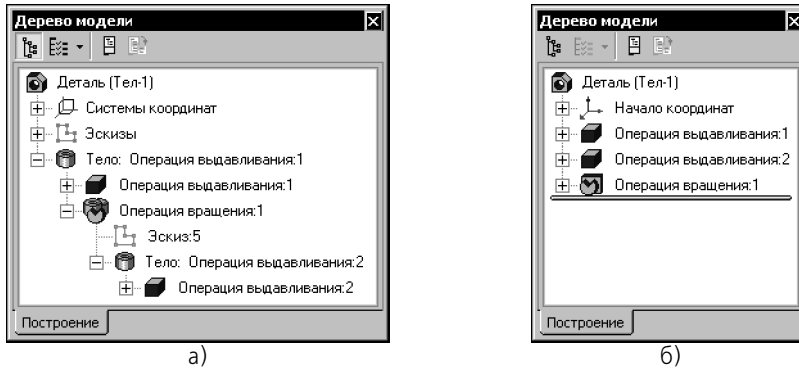 Дерево модели
Деталь (Тел-1)
Системы координат
Эскизы
Тело: Операция выдавливания:1
Операция выдавливания:1
Операция вращения:1
Эскиз:5
Тело: Операция выдавливания:2
Операция выдавливания:2
Построение
а)
Дерево модели
Деталь (Тел-1)
Начало координат
Операция выдавливания:1
Операция выдавливания:2
Операция вращения:1
Построение
б)